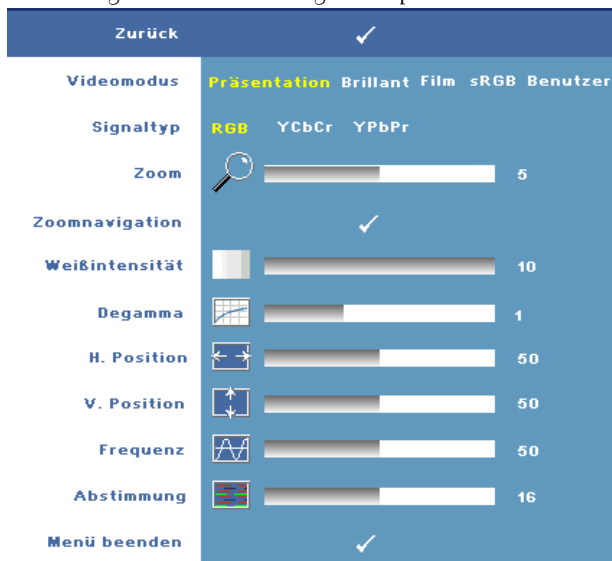 Zurück
Videomodus Präsentation Brillant Film sRGB Benutzer
Signaltyp RGB YCbCr YPbPr
Zoom 5
Zoomnavigation
Weißintensität 10
Degamma 1
H. Position 50
V. Position 50
Frequenz 50
Abstimmung 16
Menü beenden